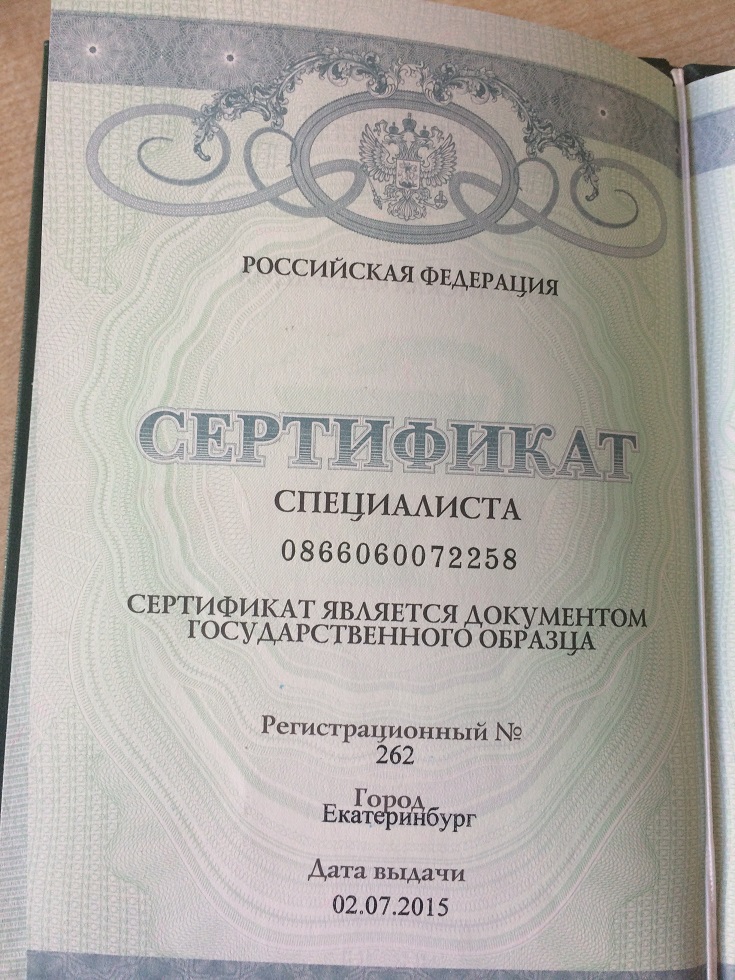 РОССИЙСКАЯ ФЕДЕРАЦИЯ
СЕРТИФИКАТ
СПЕЦИАЛИСТА
0866060072258
СЕРТИФИКАТ ЯВЛЯЕТСЯ ДОКУМЕНТОМ
ГОСУДАРСТВЕННОГО ОБРАЗЦА
Регистрационный №
262
Город
Екатеринбург
Дата выдачи
02.07.2015